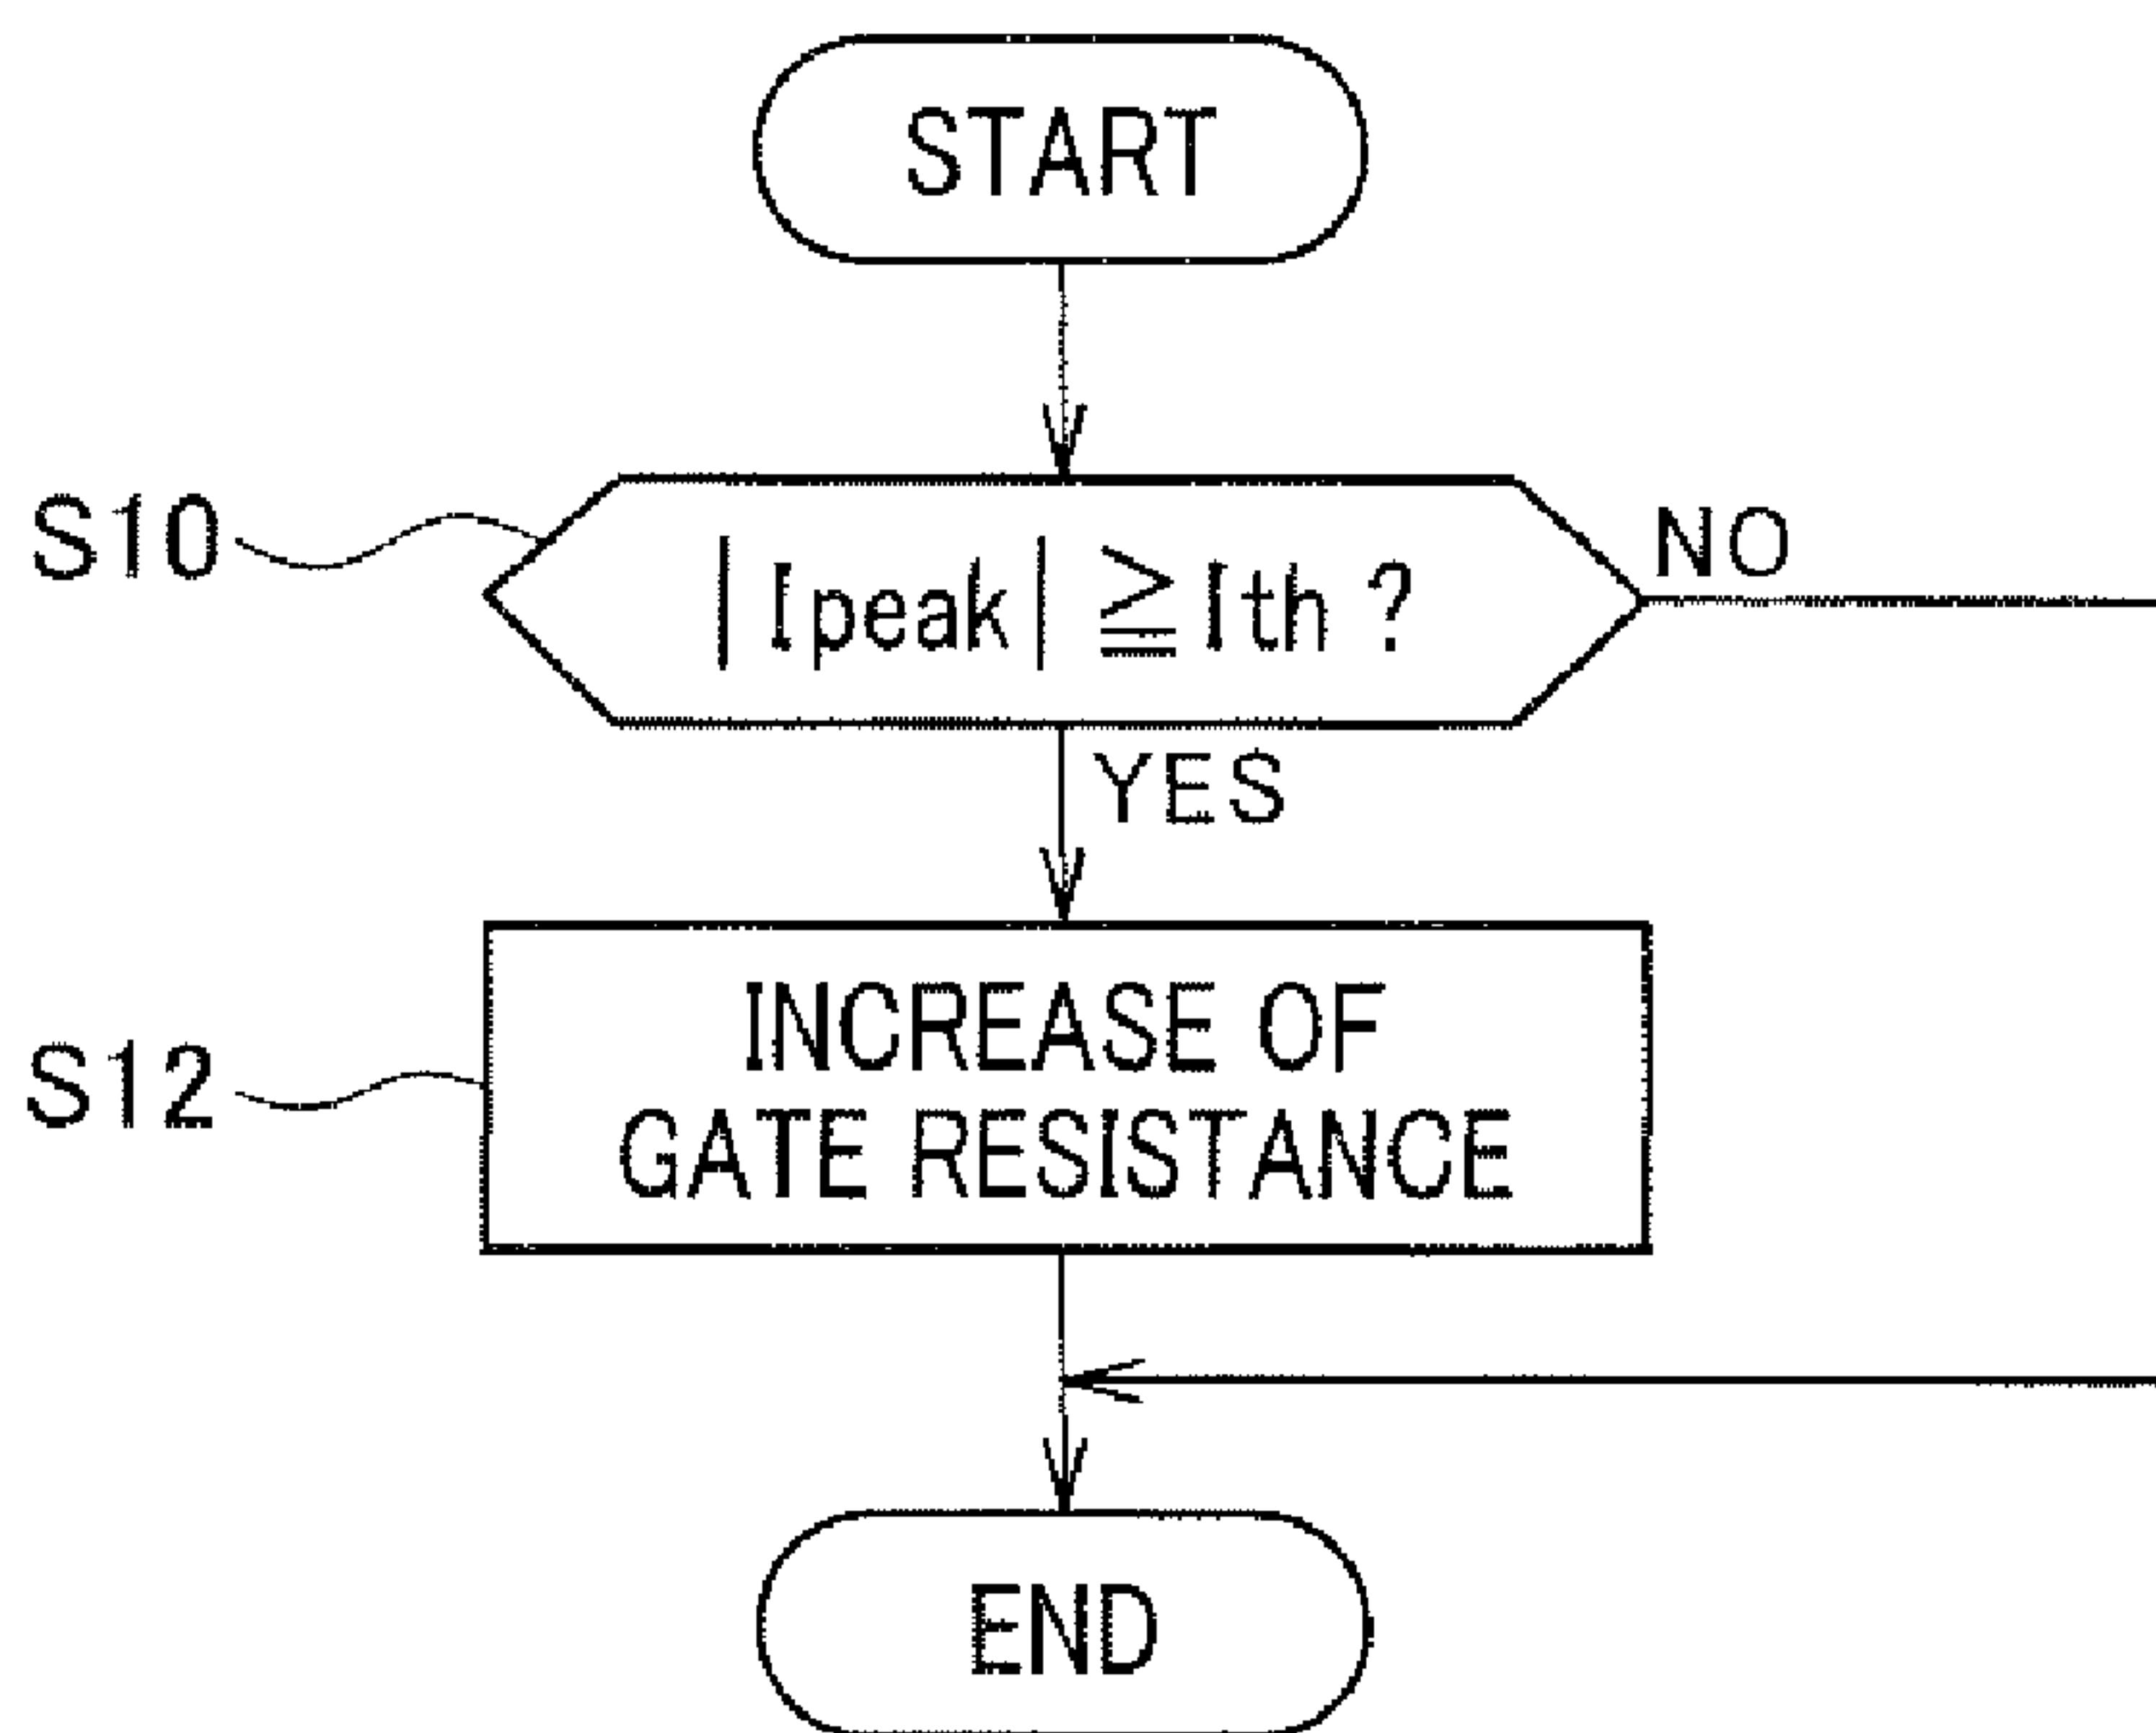 START
S10
|Ipeak| ≧ Ith ?
NO
YES
S12
INCREASE OF
GATE RESISTANCE
END